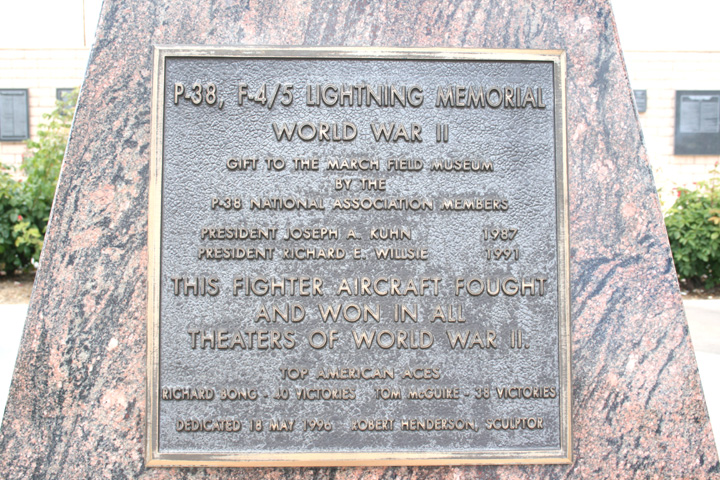 P-38, F-4/5 LIGHTNING MEMORIAL
WORLD WAR II
GIFT TO THE MARCH FIELD MUSEUM
BY THE
P-38 NATIONAL ASSOCIATION MEMBERS
PRESIDENT JOSEPH A. KUHN 1987
PRESIDENT RICHARD E. WILLSIE 1991
THIS FIGHTER AIRCRAFT FOUGHT
AND WON IN ALL
THEATERS OF WORLD WAR II.
TOP AMERICAN ACES
RICHARD BONG - 40 VICTORIES TOM McGUIRE - 38 VICTORIES
DEDICATED 18 MAY 1996 ROBERT HENDERSON, SCULPTOR